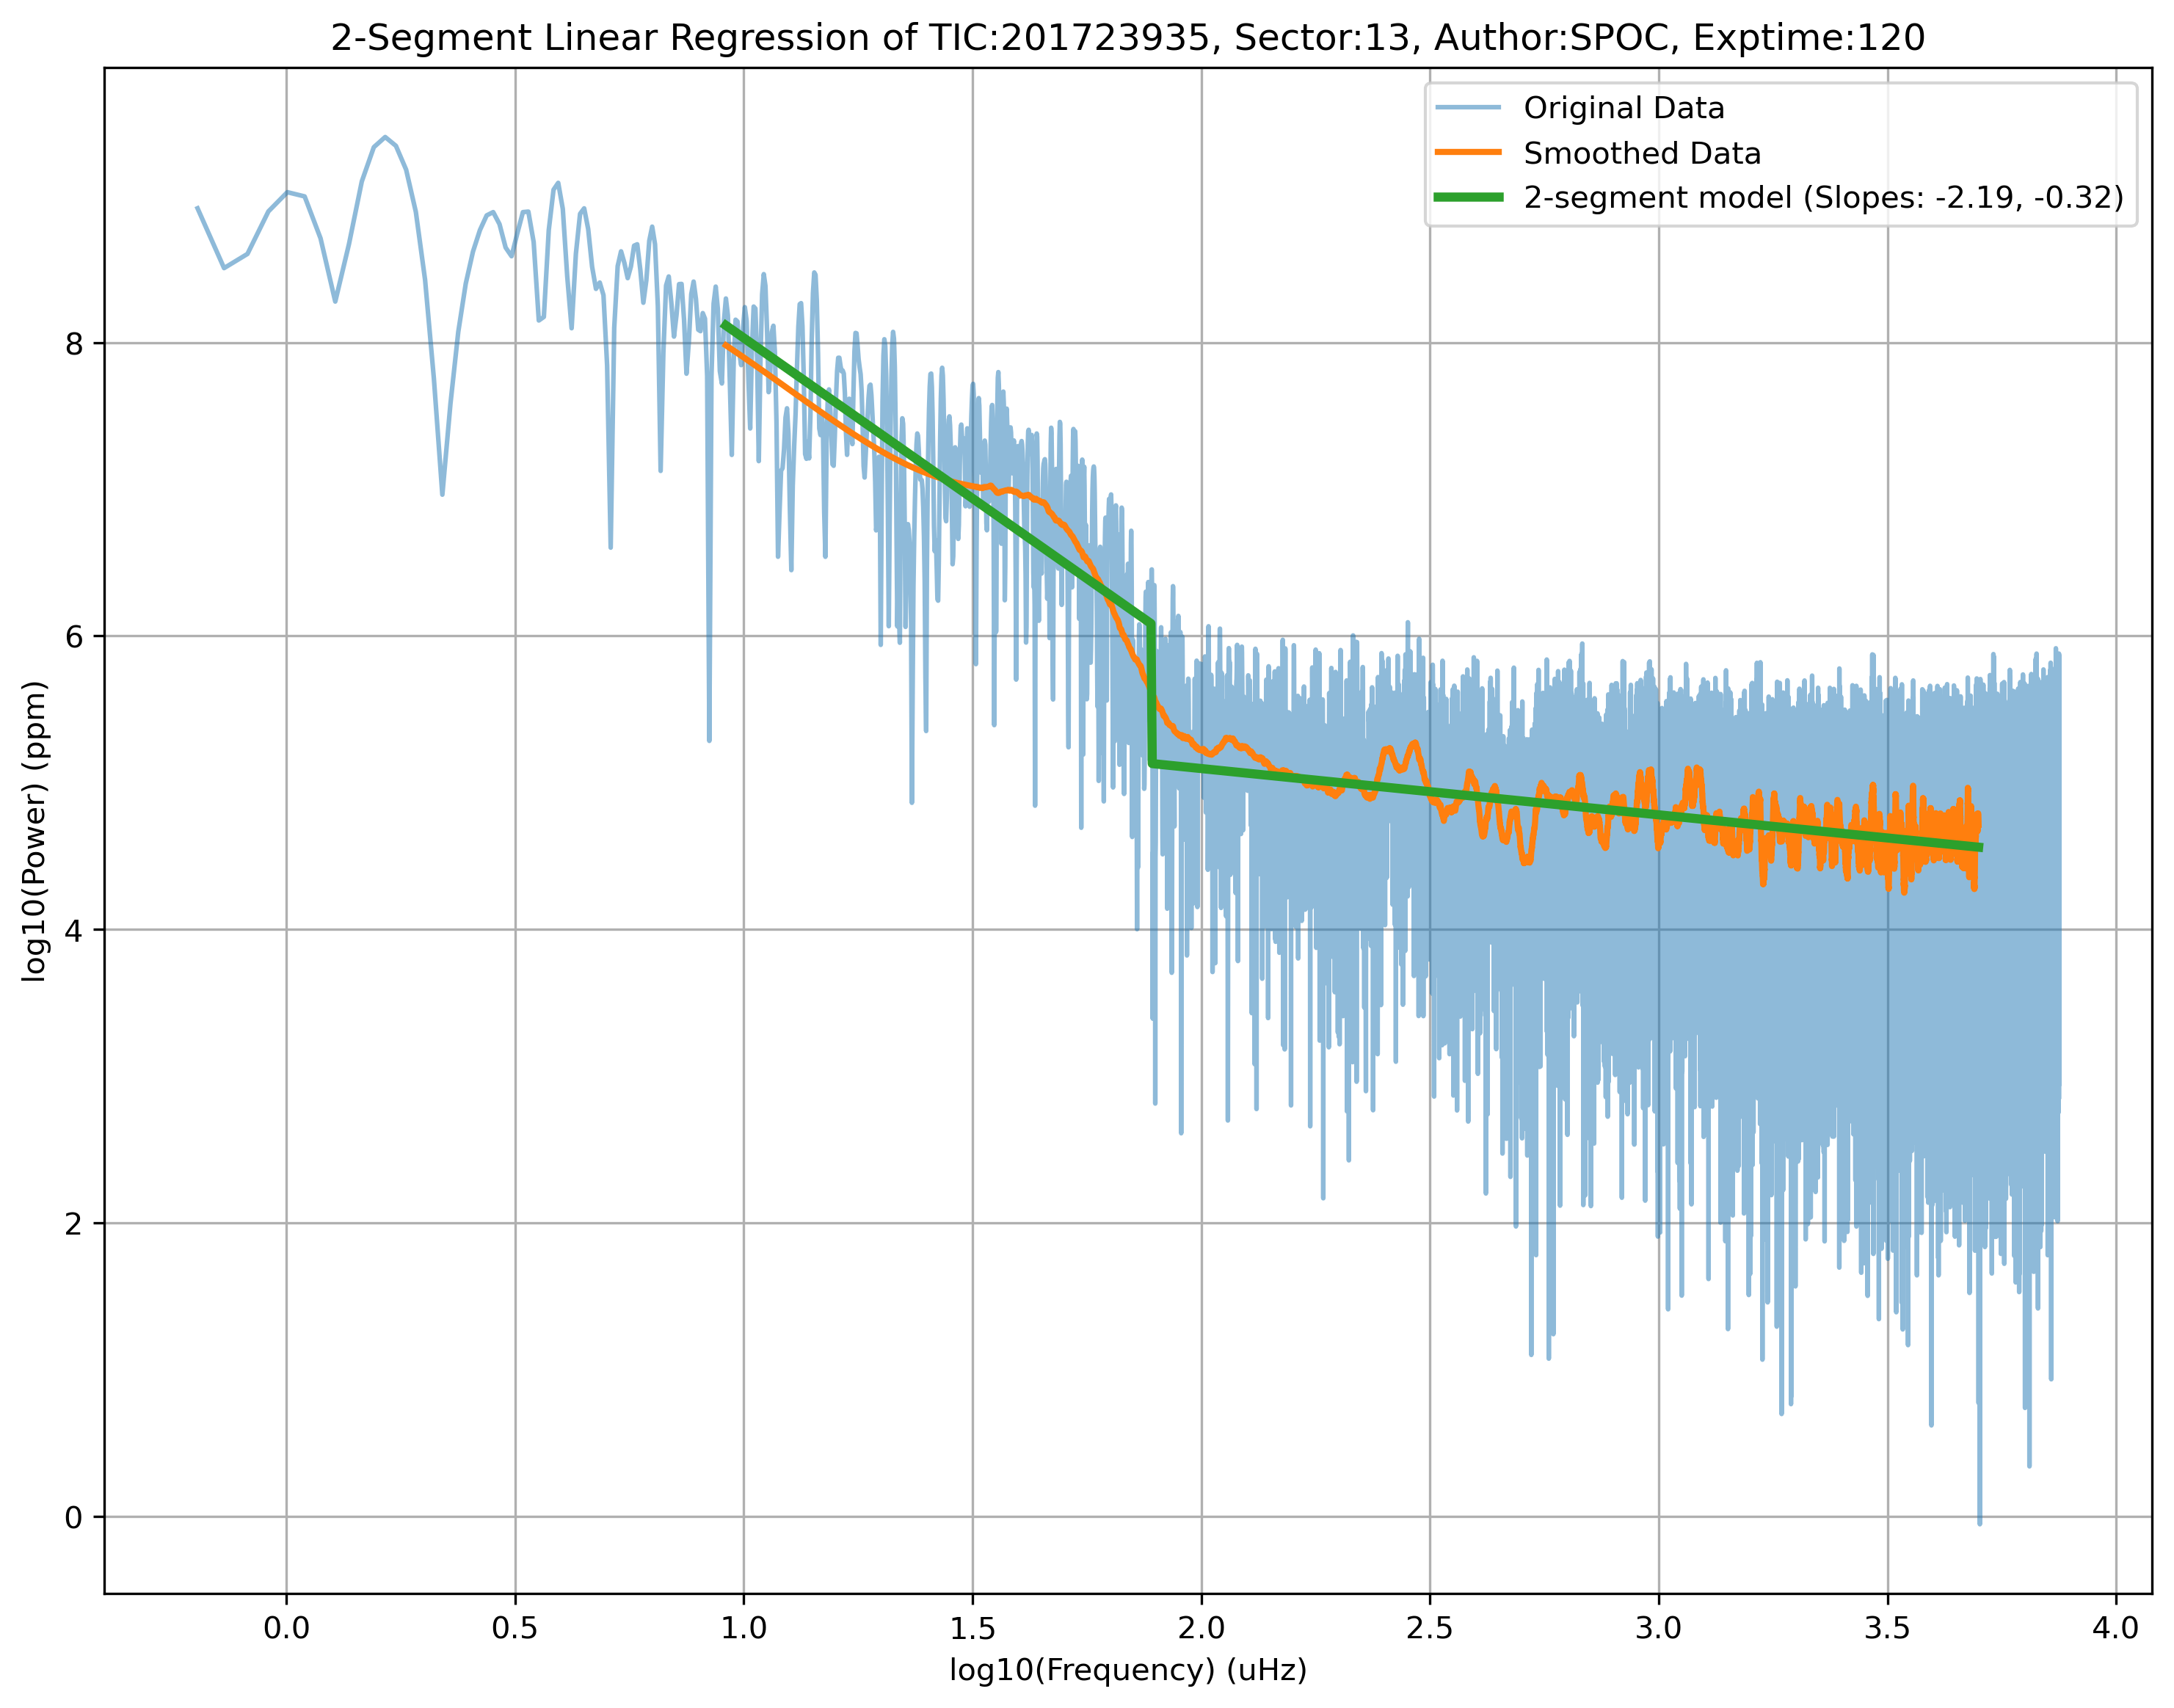 2-Segment Linear Regression of TIC:201723935, Sector:13, Author:SPOC, Exptime:120
Original Data
Smoothed Data
2-segment model (Slopes: -2.19, -0.32)
log10(Power) (ppm)
8
6
4
2
0
0.0 0.5 1.0 1.5 2.0 2.5 3.0 3.5 4.0
log10(Frequency) (uHz)